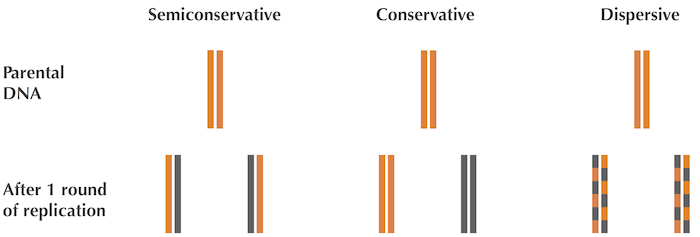 Semiconservative Conservative Dispersive
Parental
DNA
After 1 round
of replication